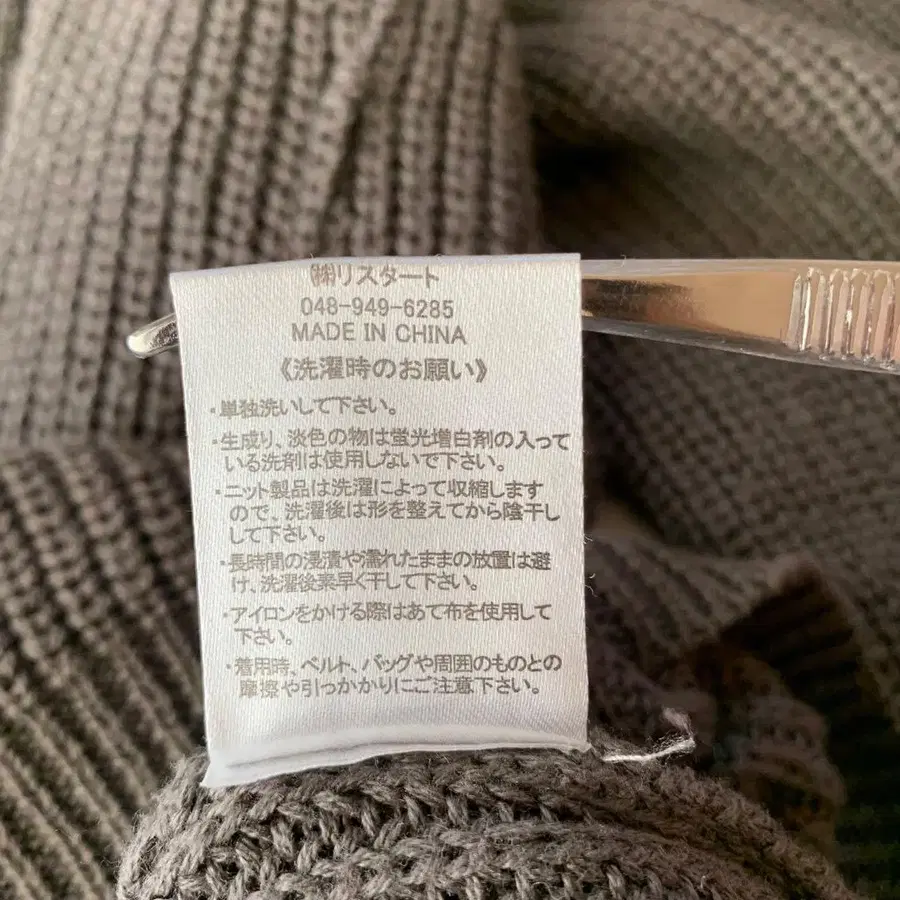 ㈱リスタート
048-949-6285
MADE IN CHINA
《洗濯時のお願い》
・単独洗いして下さい。
・生成り、淡色の物は蛍光増白剤の入って
いる洗剤は使用しないで下さい。
・ニット製品は洗濯によって収縮します
ので、洗濯後は形を整えてから陰干し
して下さい。
・長時間の浸漬や濡れたままの放置は避
け、洗濯後素早く干して下さい。
・アイロンをかける際はあて布を使用して
下さい。
・着用時、ベルト、バッグや周囲のものとの
摩擦や引っかかりにご注意下さい。